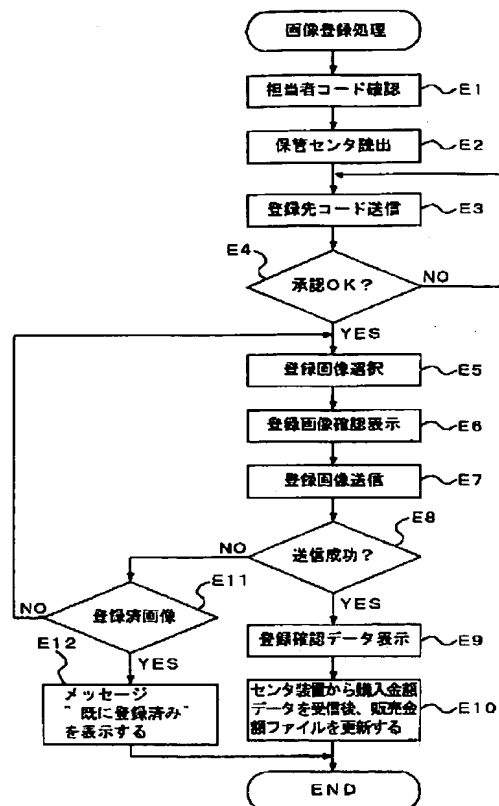 画像登録処理
担当者コード確認
E1
保管センタ読出
E2
登録先コード送信
E3
E4
承認OK?
NO
YES
登録画像選択
E5
登録画像確認表示
E6
登録画像送信
E7
E8
送信成功?
NO
YES
E11
登録済画像
NO
YES
登録確認データ表示
E9
E12
メッセージ
"既に登録済み"
を表示する
センタ装置から購入金額
データを受信後、販売金
額ファイルを更新する
E10
END